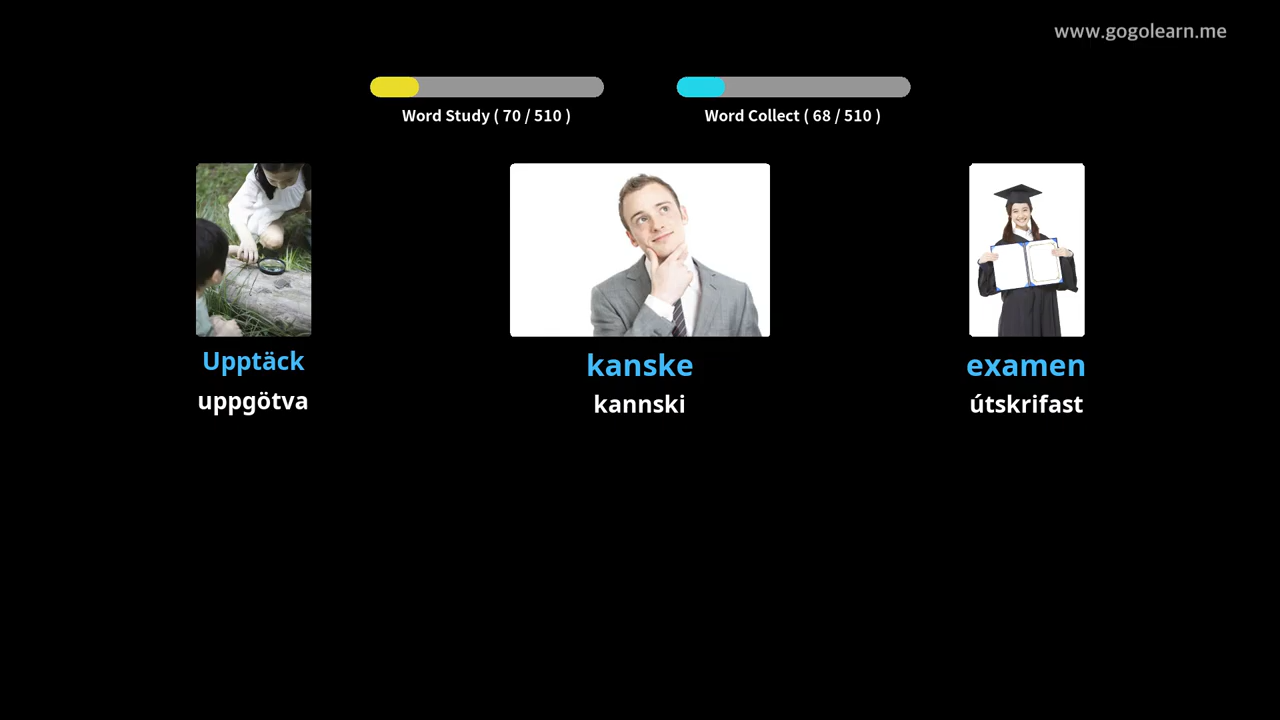 www.gogolearn.me
Word Study ( 70 / 510 )
Word Collect ( 68 / 510 )
Upptäck
uppgötva
kanske
kannski
examen
útskrifast